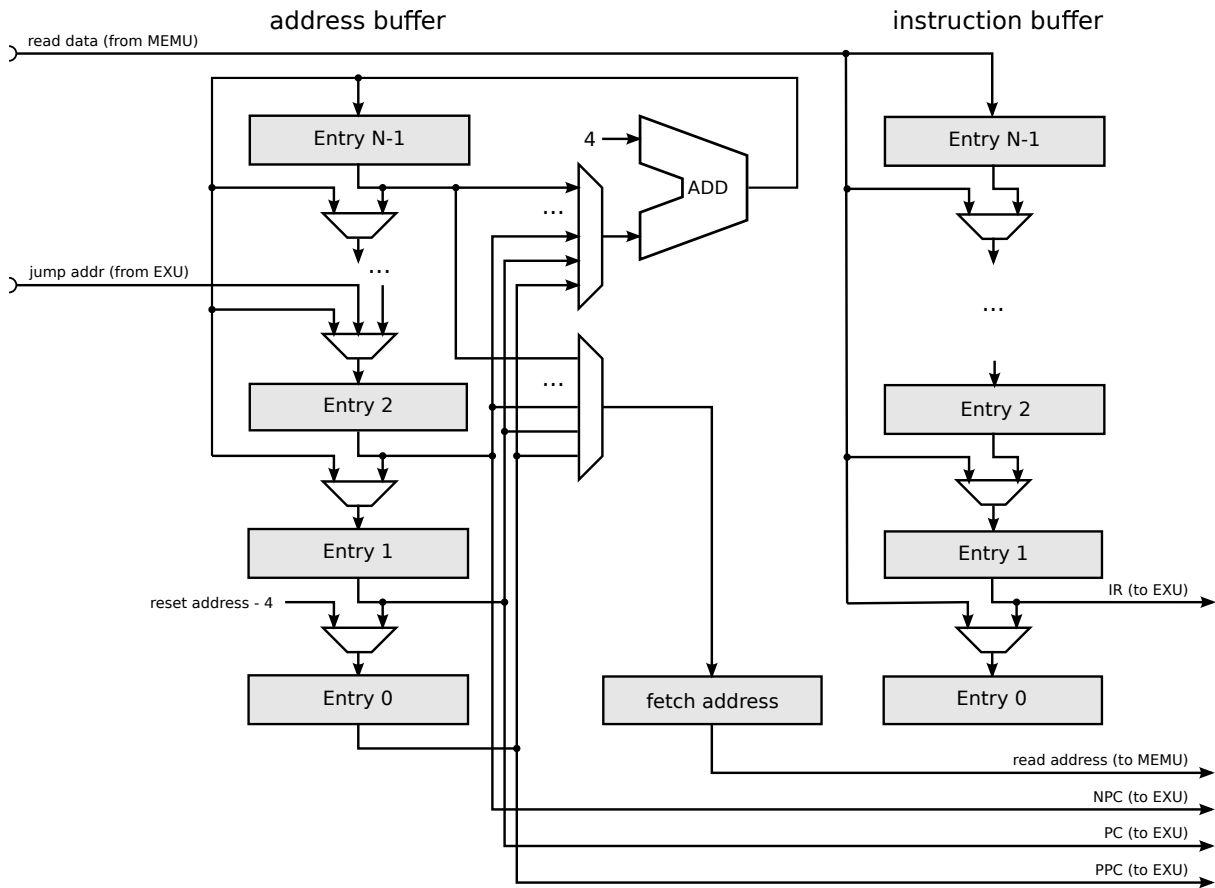 address buffer
instruction buffer
read data (from MEMU)
Entry N-1
4
Entry N-1
ADD
...
...
jump addr (from EXU)
...
...
Entry 2
Entry 2
Entry 1
Entry 1
reset address - 4
IR (to EXU)
Entry 0
fetch address
Entry 0
read address (to MEMU)
NPC (to EXU)
PC (to EXU)
PPC (to EXU)